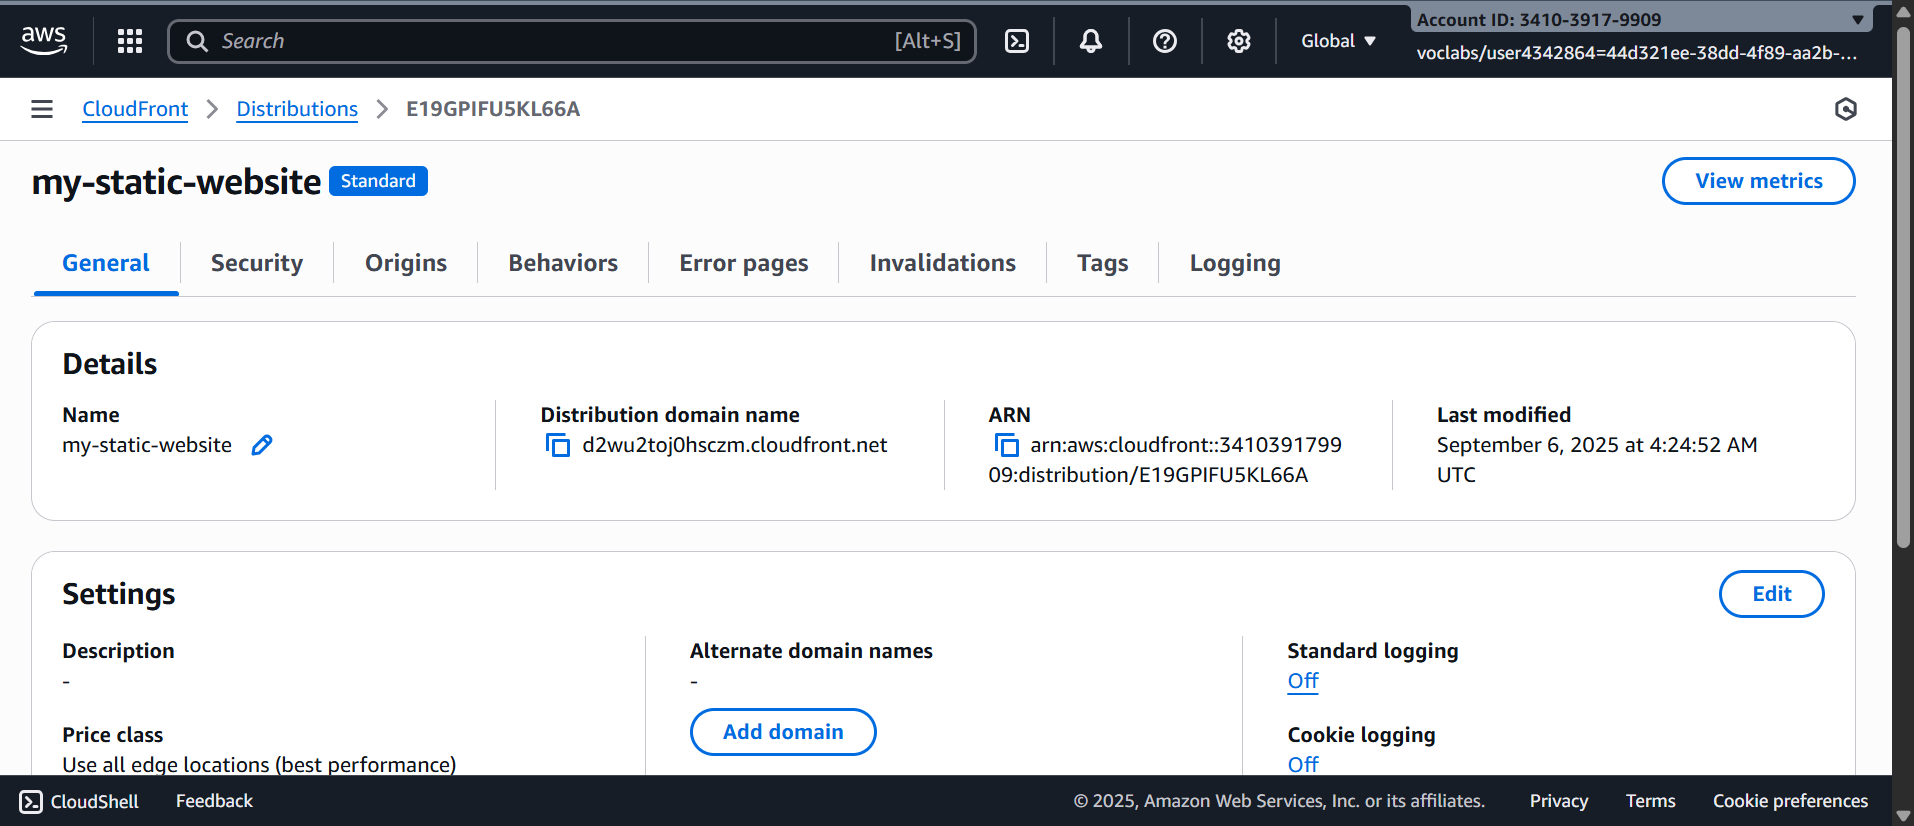 aws
Search [Alt+S]
Global
Account ID: 3410-3917-9909
voclabs/user4342864=44d321ee-38dd-4f89-aa2b-...
CloudFront Distributions E19GPIFU5KL66A
my-static-website Standard
View metrics
General Security Origins Behaviors Error pages Invalidations Tags Logging
Details
Name
my-static-website
Distribution domain name
d2wu2toj0hsczm.cloudfront.net
ARN
arn:aws:cloudfront::3410391799
09:distribution/E19GPIFU5KL66A
Last modified
September 6, 2025 at 4:24:52 AM
UTC
Settings
Edit
Description
-
Price class
Use all edge locations (best performance)
Alternate domain names
-
Add domain
Standard logging
Off
Cookie logging
Off
CloudShell Feedback © 2025, Amazon Web Services, Inc. or its affiliates. Privacy Terms Cookie preferences